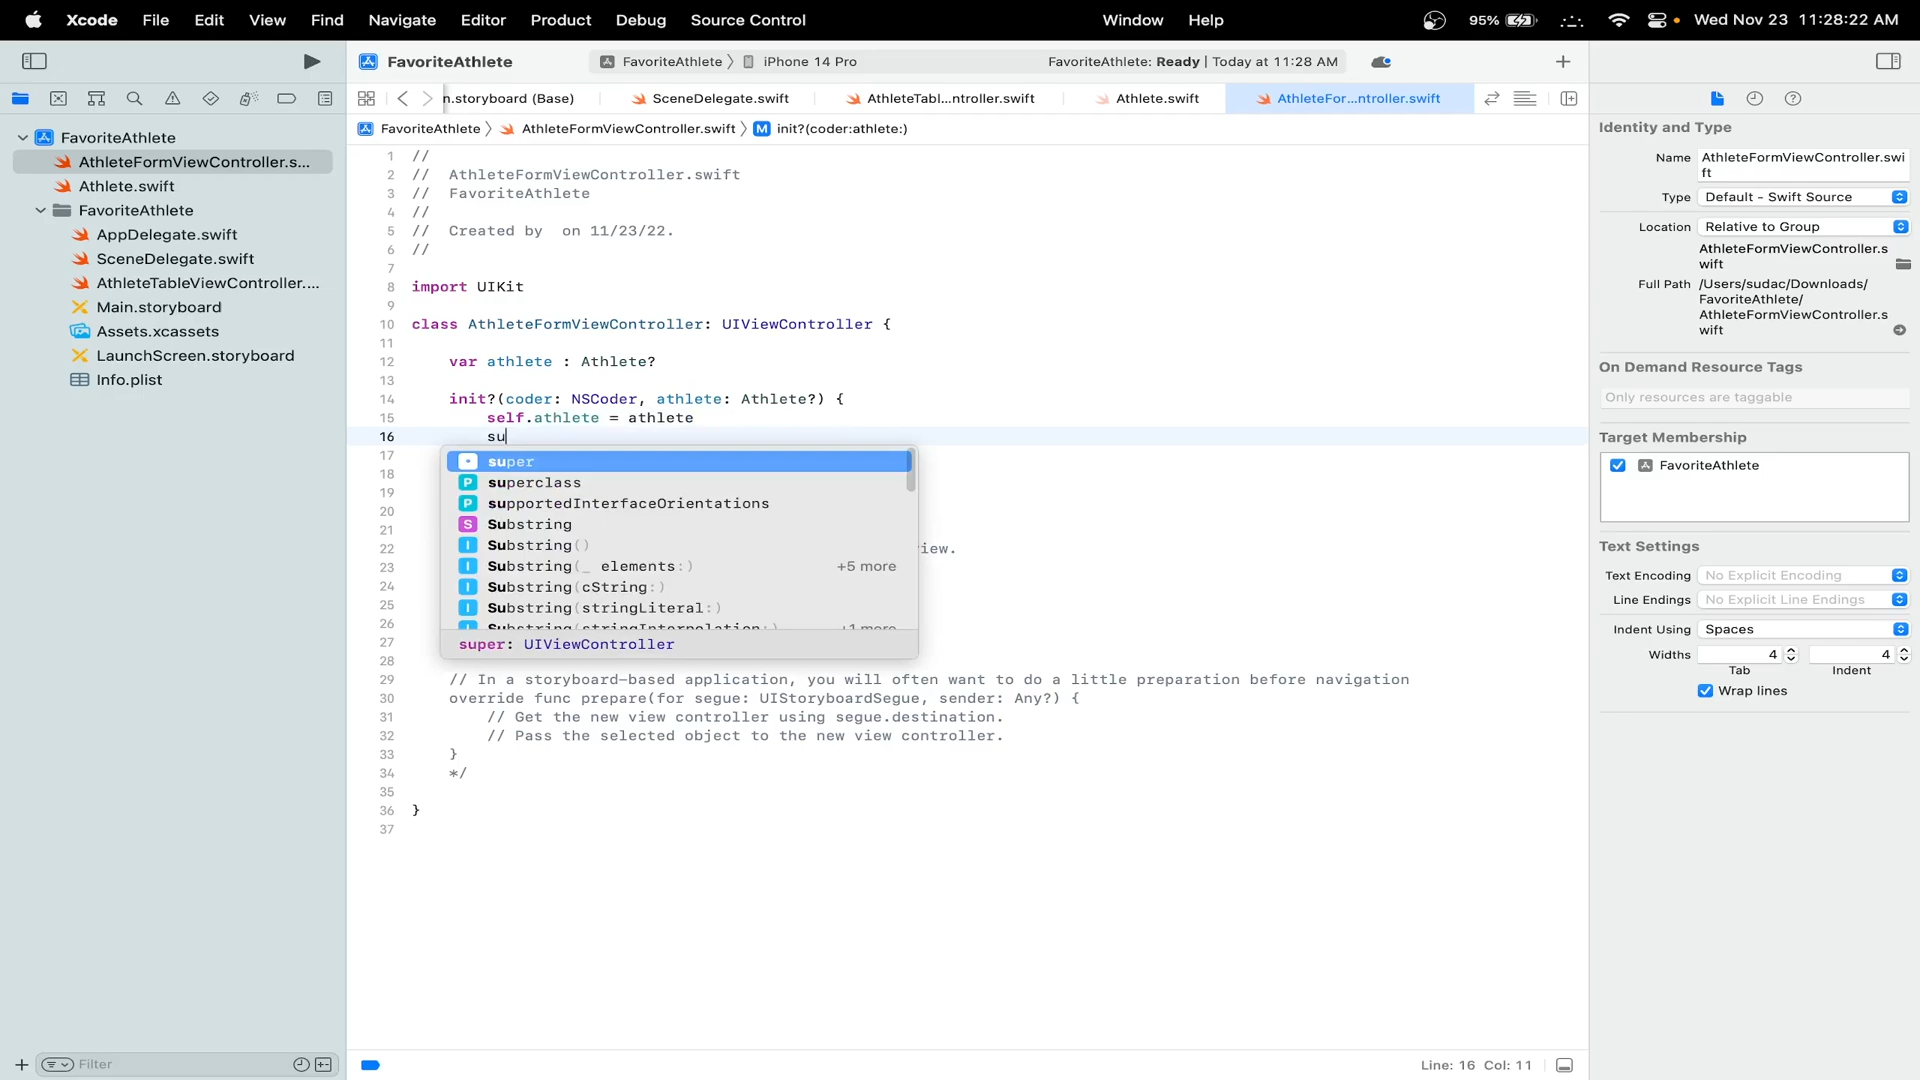 Xcode File Edit View Find Navigate Editor Product Debug Source Control Window Help 95% Wed Nov 23 11:28:22 AM
FavoriteAthlete FavoriteAthlete iPhone 14 Pro FavoriteAthlete: Ready | Today at 11:28 AM
n.storyboard (Base) SceneDelegate.swift AthleteTabl...ntroller.swift Athlete.swift AthleteFor...ntroller.swift
FavoriteAthlete AthleteFormViewController.swift M init?(coder:athlete:)
FavoriteAthlete
AthleteFormViewController.s...
Athlete.swift
FavoriteAthlete
AppDelegate.swift
SceneDelegate.swift
AthleteTableViewController....
Main.storyboard
Assets.xcassets
LaunchScreen.storyboard
Info.plist
Filter
1 //
2 // AthleteFormViewController.swift
3 // FavoriteAthlete
4 //
5 // Created by on 11/23/22.
6 //
7
8 import UIKit
9
10 class AthleteFormViewController: UIViewController {
11
12 var athlete : Athlete?
13
14 init?(coder: NSCoder, athlete: Athlete?) {
15 self.athlete = athlete
16 su
17
18
19
20
21
22 iew.
23
24
25
26
27
28
29 // In a storyboard-based application, you will often want to do a little preparation before navigation
30 override func prepare(for segue: UIStoryboardSegue, sender: Any?) {
31 // Get the new view controller using segue.destination.
32 // Pass the selected object to the new view controller.
33 }
34 */
35
36 }
37
super
P superclass
P supportedInterfaceOrientations
S Substring
I Substring()
I Substring(_ elements:) +5 more
I Substring(cString:)
I Substring(stringLiteral:)
I Substring(stringInterpolation:) +1 more
super: UIViewController
Line: 16 Col: 11
Identity and Type
Name AthleteFormViewController.swi
ft
Type Default - Swift Source
Location Relative to Group
AthleteFormViewController.s
wift
Full Path /Users/sudac/Downloads/
FavoriteAthlete/
AthleteFormViewController.s
wift
On Demand Resource Tags
Only resources are taggable
Target Membership
FavoriteAthlete
Text Settings
Text Encoding No Explicit Encoding
Line Endings No Explicit Line Endings
Indent Using Spaces
Widths 4 4
Tab Indent
Wrap lines